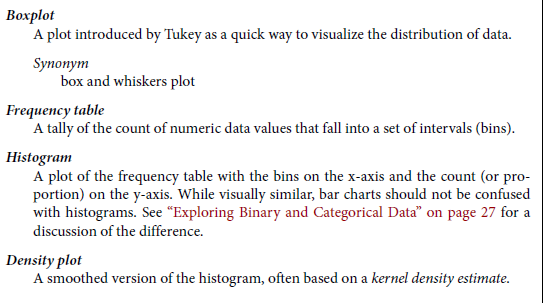 Boxplot
A plot introduced by Tukey as a quick way to visualize the distribution of data.
Synonym
box and whiskers plot
Frequency table
A tally of the count of numeric data values that fall into a set of intervals (bins).
Histogram
A plot of the frequency table with the bins on the x-axis and the count (or pro-
portion) on the y-axis. While visually similar, bar charts should not be confused
with histograms. See “Exploring Binary and Categorical Data” on page 27 for a
discussion of the difference.
Density plot
A smoothed version of the histogram, often based on a kernel density estimate.